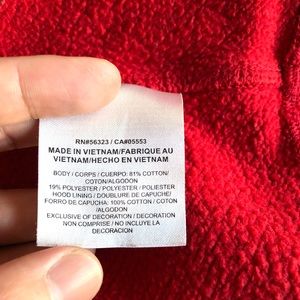 RN#56323 / CA#05553
MADE IN VIETNAM/FABRIQUE AU
VIETNAM/HECHO EN VIETNAM
BODY / CORPS / CUERPO: 81% COTTON/
COTON/ALGODON
19% POLYESTER / POLYESTER / POLIESTER
HOOD LINING / DOUBLURE DE CAPUCHE/
FORRO DE CAPUCHA: 100% COTTON / COTON
/ALGODON
EXCLUSIVE OF DECORATION / DECORATION
NON COMPRISE / NO INCLUYE LA
DECORACION